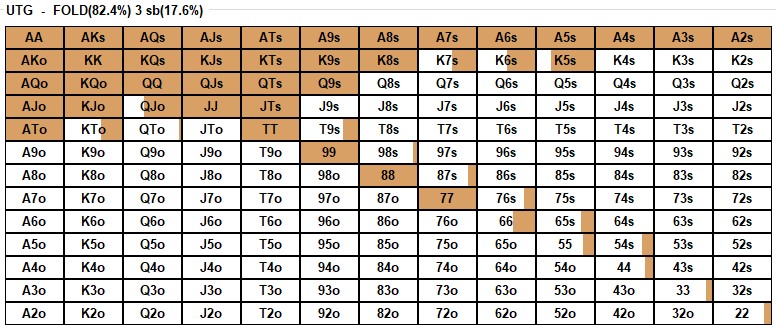 UTG - FOLD(82.4%) 3 sb(17.6%)
AA AKs AQs AJs ATs A9s A8s A7s A6s A5s A4s A3s A2s
AKo KK KQs KJs KTs K9s K8s K7s K6s K5s K4s K3s K2s
AQo KQo QQ QJs QTs Q9s Q8s Q7s Q6s Q5s Q4s Q3s Q2s
AJo KJo QJo JJ JTs J9s J8s J7s J6s J5s J4s J3s J2s
ATo KTo QTo JTo TT T9s T8s T7s T6s T5s T4s T3s T2s
A9o K9o Q9o J9o T9o 99 98s 97s 96s 95s 94s 93s 92s
A8o K8o Q8o J8o T8o 98o 88 87s 86s 85s 84s 83s 82s
A7o K7o Q7o J7o T7o 97o 87o 77 76s 75s 74s 73s 72s
A6o K6o Q6o J6o T6o 96o 86o 76o 66 65s 64s 63s 62s
A5o K5o Q5o J5o T5o 95o 85o 75o 65o 55 54s 53s 52s
A4o K4o Q4o J4o T4o 94o 84o 74o 64o 54o 44 43s 42s
A3o K3o Q3o J3o T3o 93o 83o 73o 63o 53o 43o 33 32s
A2o K2o Q2o J2o T2o 92o 82o 72o 62o 52o 42o 32o 22